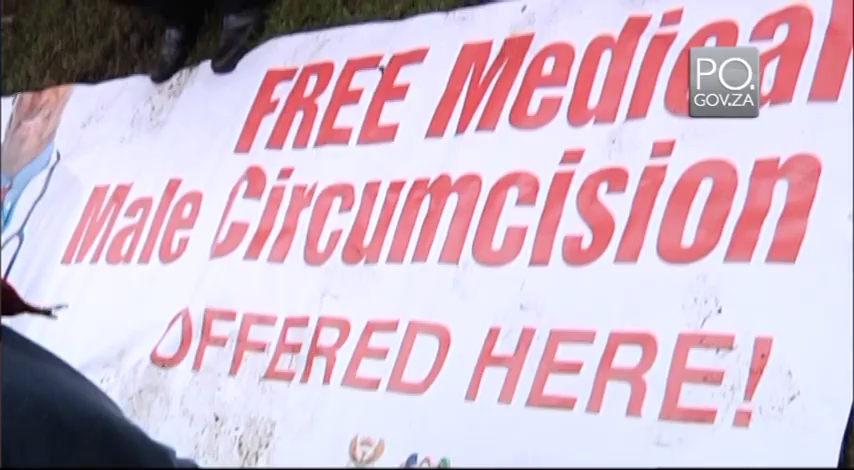 FREE Medical
Male Circumcision
OFFERED HERE!
PO.
GOV.ZA